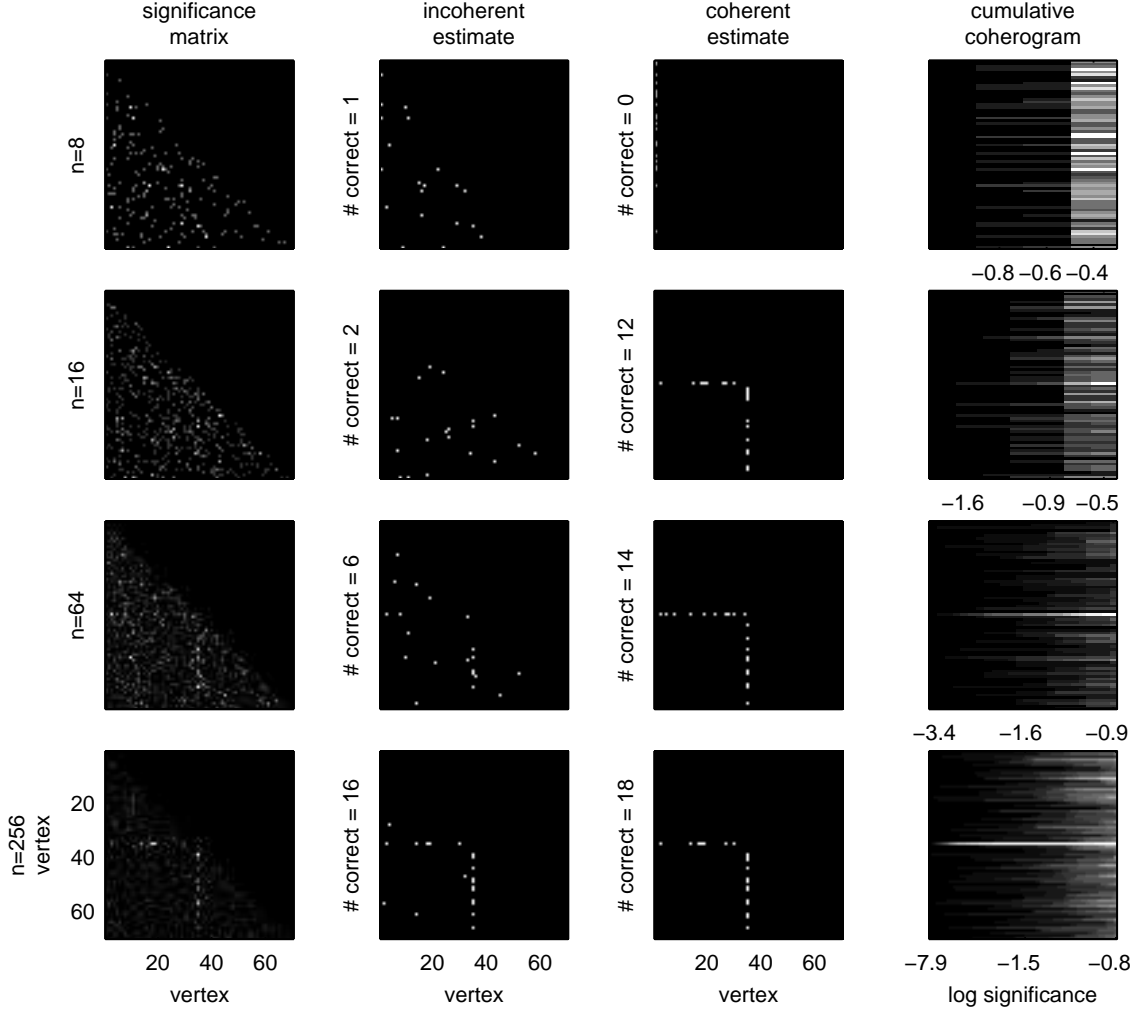 significance
matrix
incoherent
estimate
coherent
estimate
cumulative
coherogram
n=8
# correct = 1
# correct = 0
−0.8 −0.6 −0.4
n=16
# correct = 2
# correct = 12
−1.6 −0.9 −0.5
n=64
# correct = 6
# correct = 14
−3.4 −1.6 −0.9
n=256
vertex
20
40
60
# correct = 16
# correct = 18
20 40 60
vertex
20 40 60
vertex
20 40 60
vertex
−7.9 −1.5 −0.8
log significance